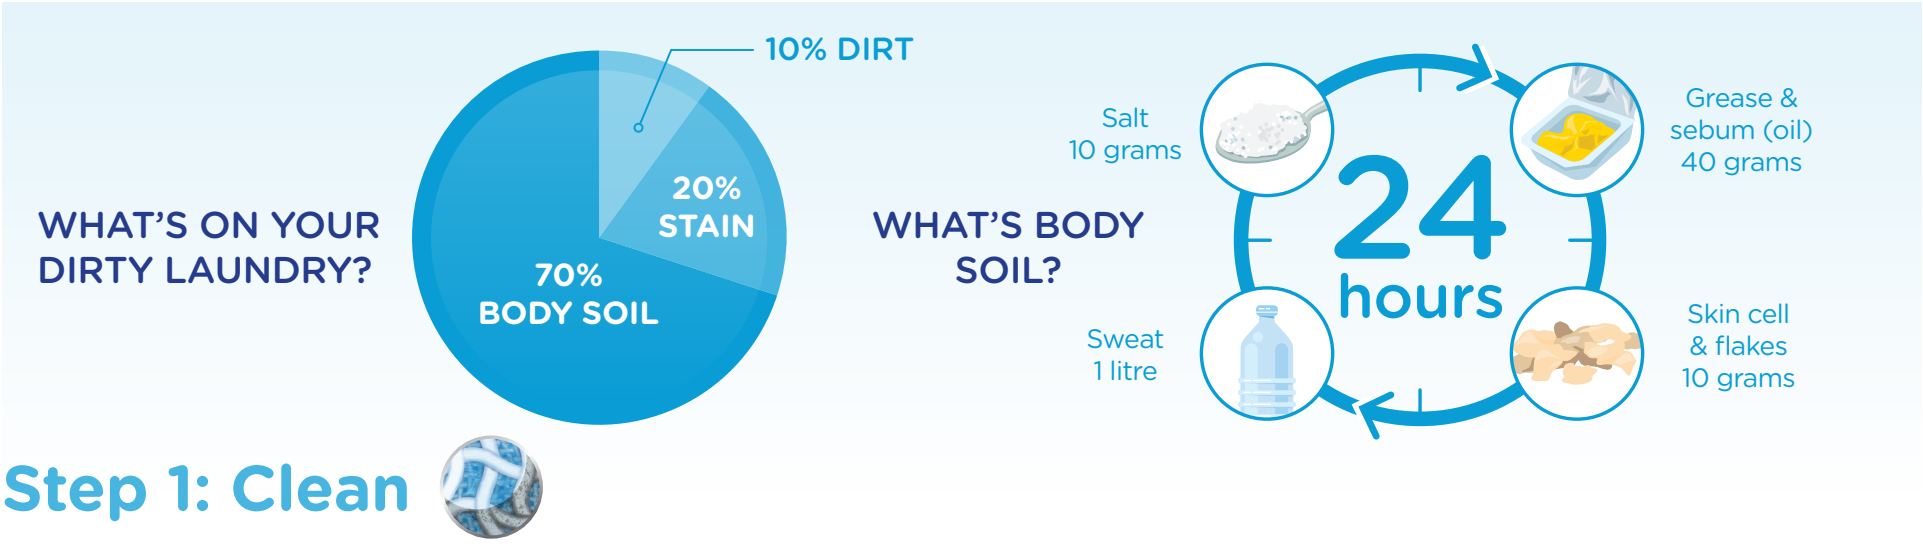 WHAT'S ON YOUR
DIRTY LAUNDRY?
10% DIRT
20%
STAIN
70%
BODY SOIL
WHAT'S BODY
SOIL?
Salt
10 grams
Grease &
sebum (oil)
40 grams
24
hours
Sweat
1 litre
Skin cell
& flakes
10 grams
Step 1: Clean